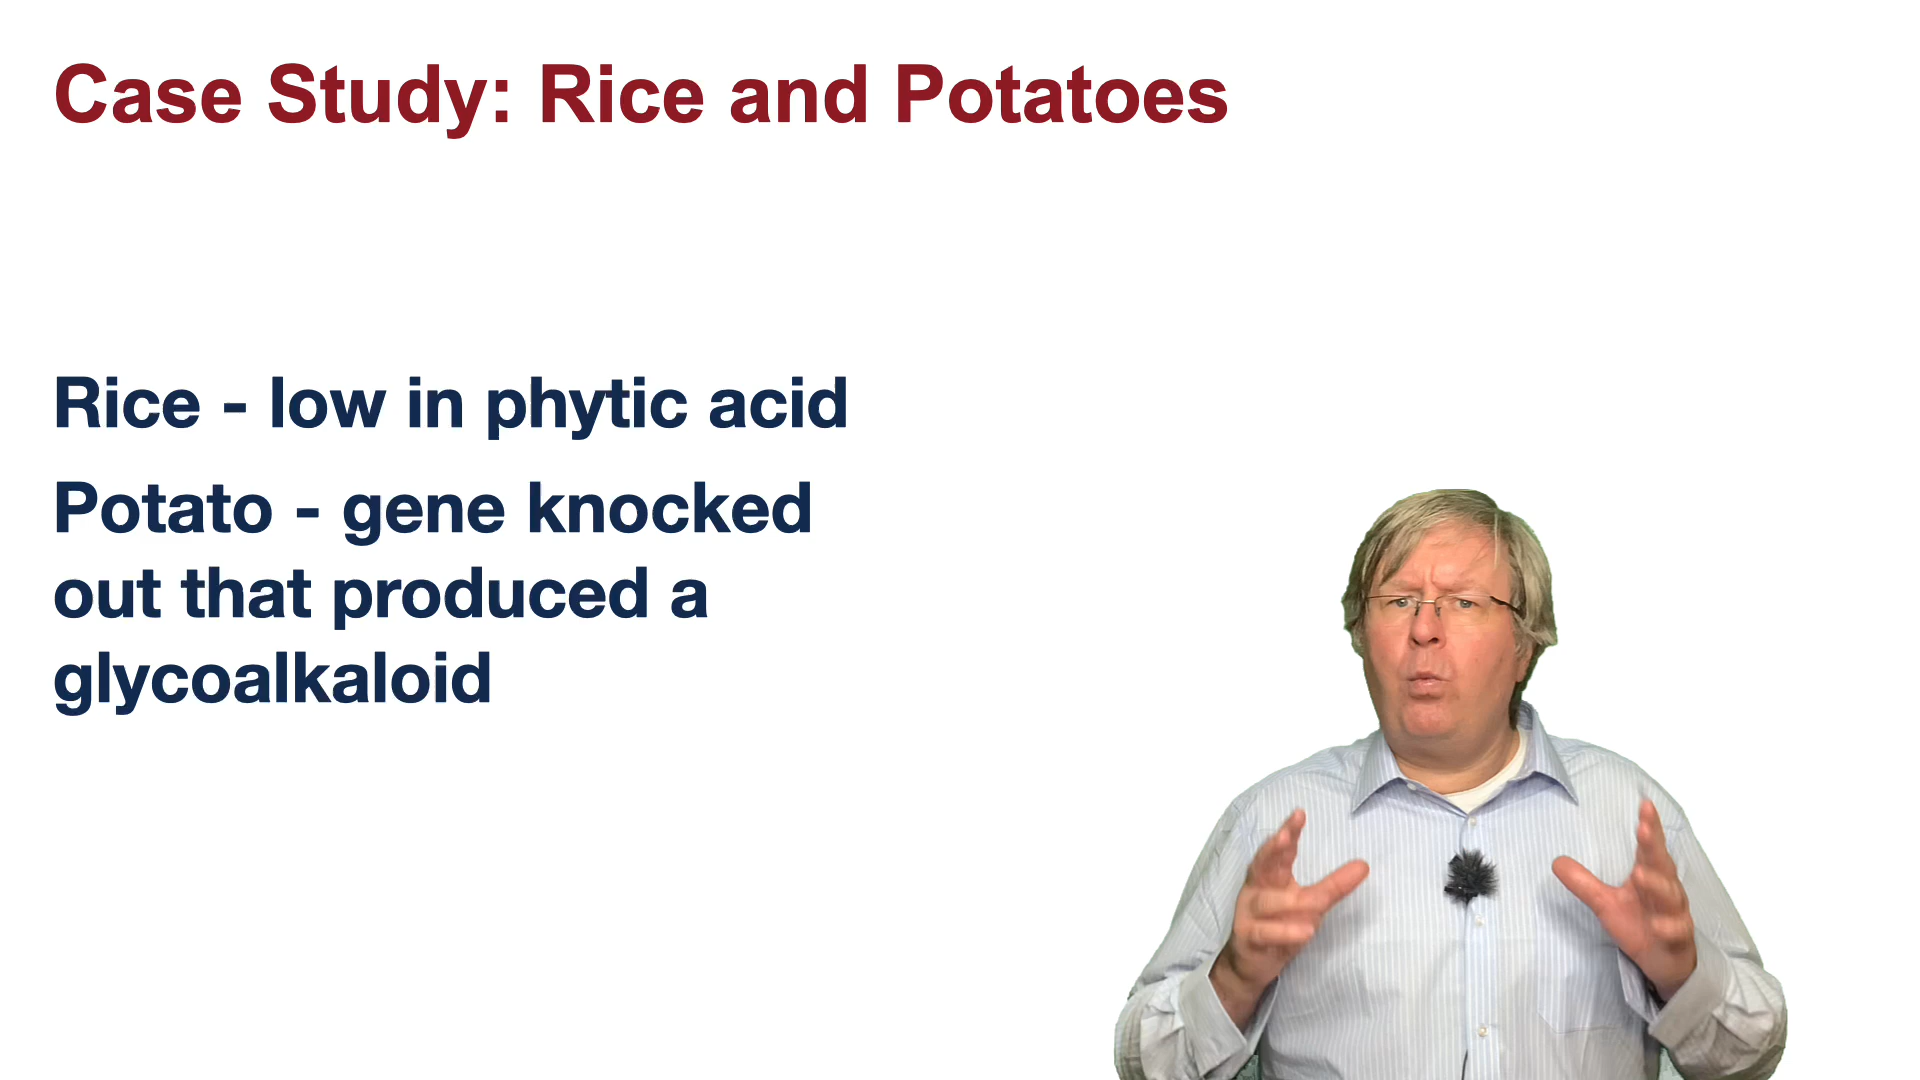 Case Study: Rice and Potatoes
Rice - low in phytic acid
Potato - gene knocked
out that produced a
glycoalkaloid